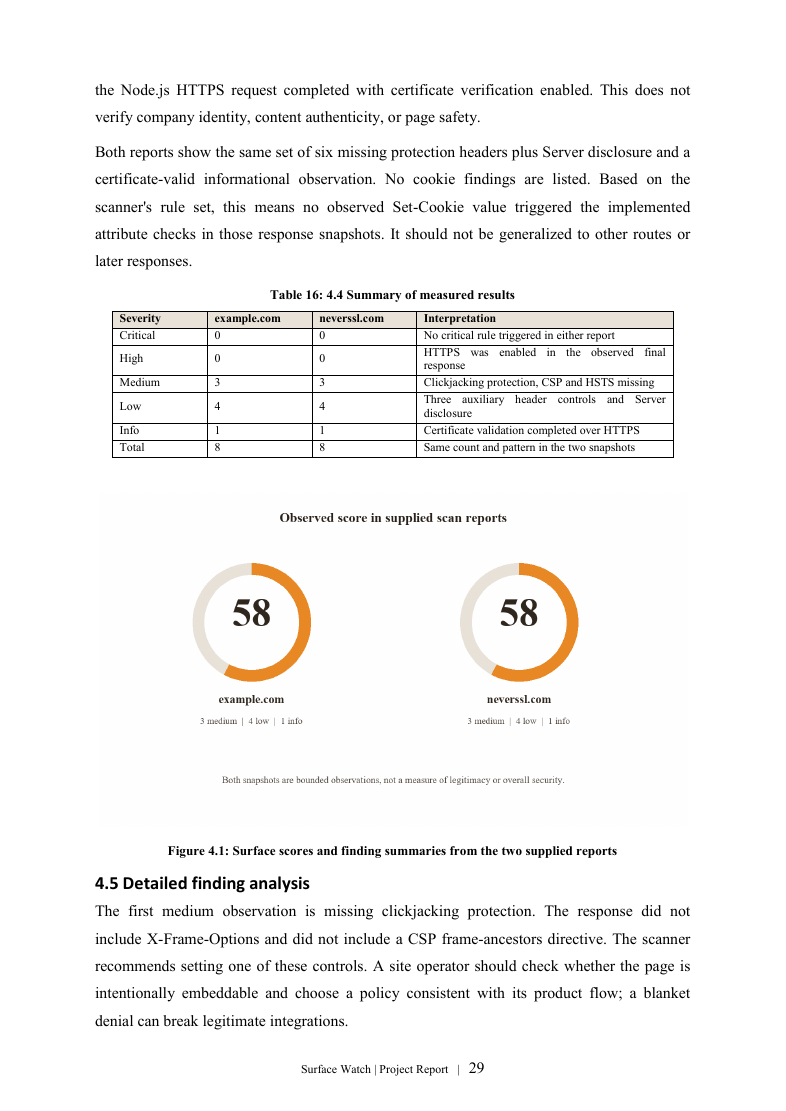 the Node.js HTTPS request completed with certificate verification enabled. This does not
verify company identity, content authenticity, or page safety.
Both reports show the same set of six missing protection headers plus Server disclosure and a
certificate-valid informational observation. No cookie findings are listed. Based on the
scanner's rule set, this means no observed Set-Cookie value triggered the implemented
attribute checks in those response snapshots. It should not be generalized to other routes or
later responses.
Table 16: 4.4 Summary of measured results
Severity example.com neverssl.com Interpretation
Critical 0 0 No critical rule triggered in either report
High 0 0 HTTPS was enabled in the observed final
response
Medium 3 3 Clickjacking protection, CSP and HSTS missing
Low 4 4 Three auxiliary header controls and Server
disclosure
Info 1 1 Certificate validation completed over HTTPS
Total 8 8 Same count and pattern in the two snapshots
Observed score in supplied scan reports
58 58
example.com neverssl.com
3 medium | 4 low | 1 info 3 medium | 4 low | 1 info
Both snapshots are bounded observations, not a measure of legitimacy or overall security.
Figure 4.1: Surface scores and finding summaries from the two supplied reports
4.5 Detailed finding analysis
The first medium observation is missing clickjacking protection. The response did not
include X-Frame-Options and did not include a CSP frame-ancestors directive. The scanner
recommends setting one of these controls. A site operator should check whether the page is
intentionally embeddable and choose a policy consistent with its product flow; a blanket
denial can break legitimate integrations.
Surface Watch | Project Report | 29